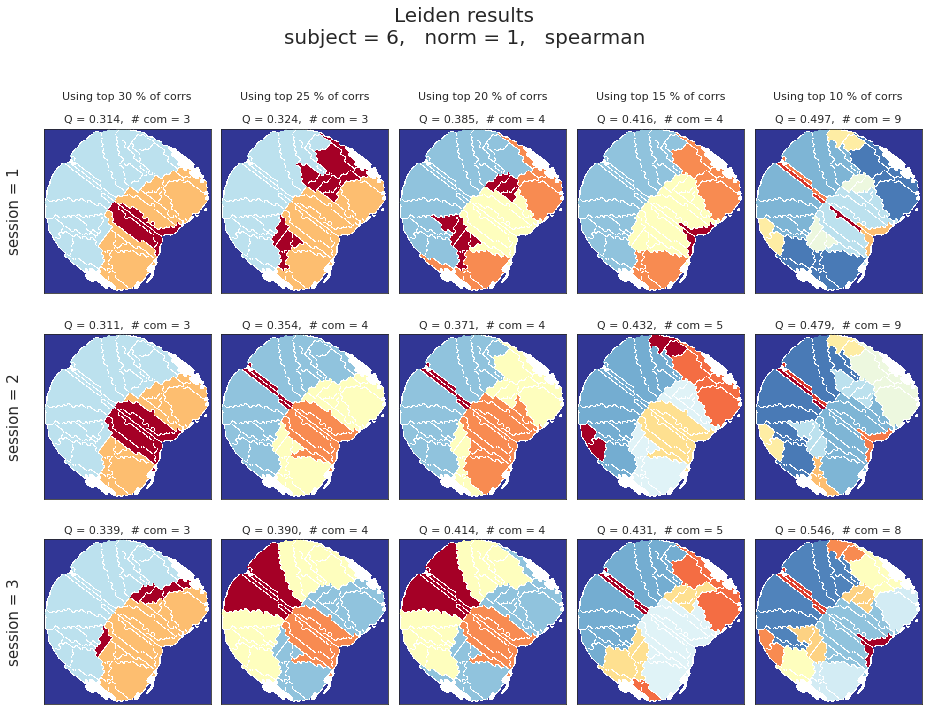 Leiden results
subject = 6,   norm = 1,   spearman
Using top 30 % of corrs
Using top 25 % of corrs
Using top 20 % of corrs
Using top 15 % of corrs
Using top 10 % of corrs
session = 1
Q = 0.314,  # com = 3
Q = 0.324,  # com = 3
Q = 0.385,  # com = 4
Q = 0.416,  # com = 4
Q = 0.497,  # com = 9
session = 2
Q = 0.311,  # com = 3
Q = 0.354,  # com = 4
Q = 0.371,  # com = 4
Q = 0.432,  # com = 5
Q = 0.479,  # com = 9
session = 3
Q = 0.339,  # com = 3
Q = 0.390,  # com = 4
Q = 0.414,  # com = 4
Q = 0.431,  # com = 5
Q = 0.546,  # com = 8